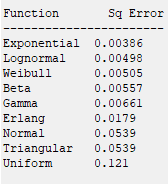 Function Sq Error
-----------------------
Exponential 0.00386
Lognormal 0.00498
Weibull 0.00505
Beta 0.00557
Gamma 0.00661
Erlang 0.0179
Normal 0.0539
Triangular 0.0539
Uniform 0.121